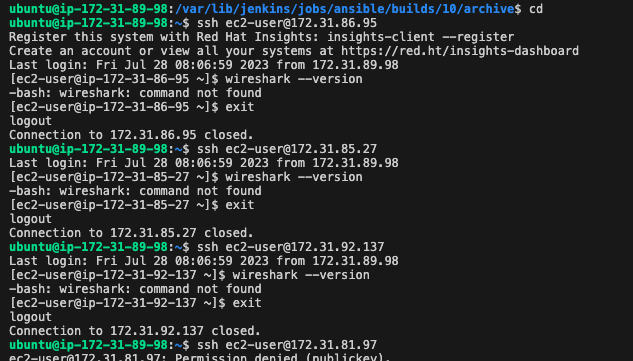 ubuntu@ip-172-31-89-98:/var/lib/jenkins/jobs/ansible/builds/10/archive$ cd
ubuntu@ip-172-31-89-98:~$ ssh ec2-user@172.31.86.95
Register this system with Red Hat Insights: insights-client --register
Create an account or view all your systems at https://red.ht/insights-dashboard
Last login: Fri Jul 28 08:06:59 2023 from 172.31.89.98
[ec2-user@ip-172-31-86-95 ~]$ wireshark --version
-bash: wireshark: command not found
[ec2-user@ip-172-31-86-95 ~]$ exit
logout
Connection to 172.31.86.95 closed.
ubuntu@ip-172-31-89-98:~$ ssh ec2-user@172.31.85.27
Last login: Fri Jul 28 08:06:59 2023 from 172.31.89.98
[ec2-user@ip-172-31-85-27 ~]$ wireshark --version
-bash: wireshark: command not found
[ec2-user@ip-172-31-85-27 ~]$ exit
logout
Connection to 172.31.85.27 closed.
ubuntu@ip-172-31-89-98:~$ ssh ec2-user@172.31.92.137
Last login: Fri Jul 28 08:06:59 2023 from 172.31.89.98
[ec2-user@ip-172-31-92-137 ~]$ wireshark --version
-bash: wireshark: command not found
[ec2-user@ip-172-31-92-137 ~]$ exit
logout
Connection to 172.31.92.137 closed.
ubuntu@ip-172-31-89-98:~$ ssh ec2-user@172.31.81.97
ec2-user@172.31.81.97: Permission denied (publickey).